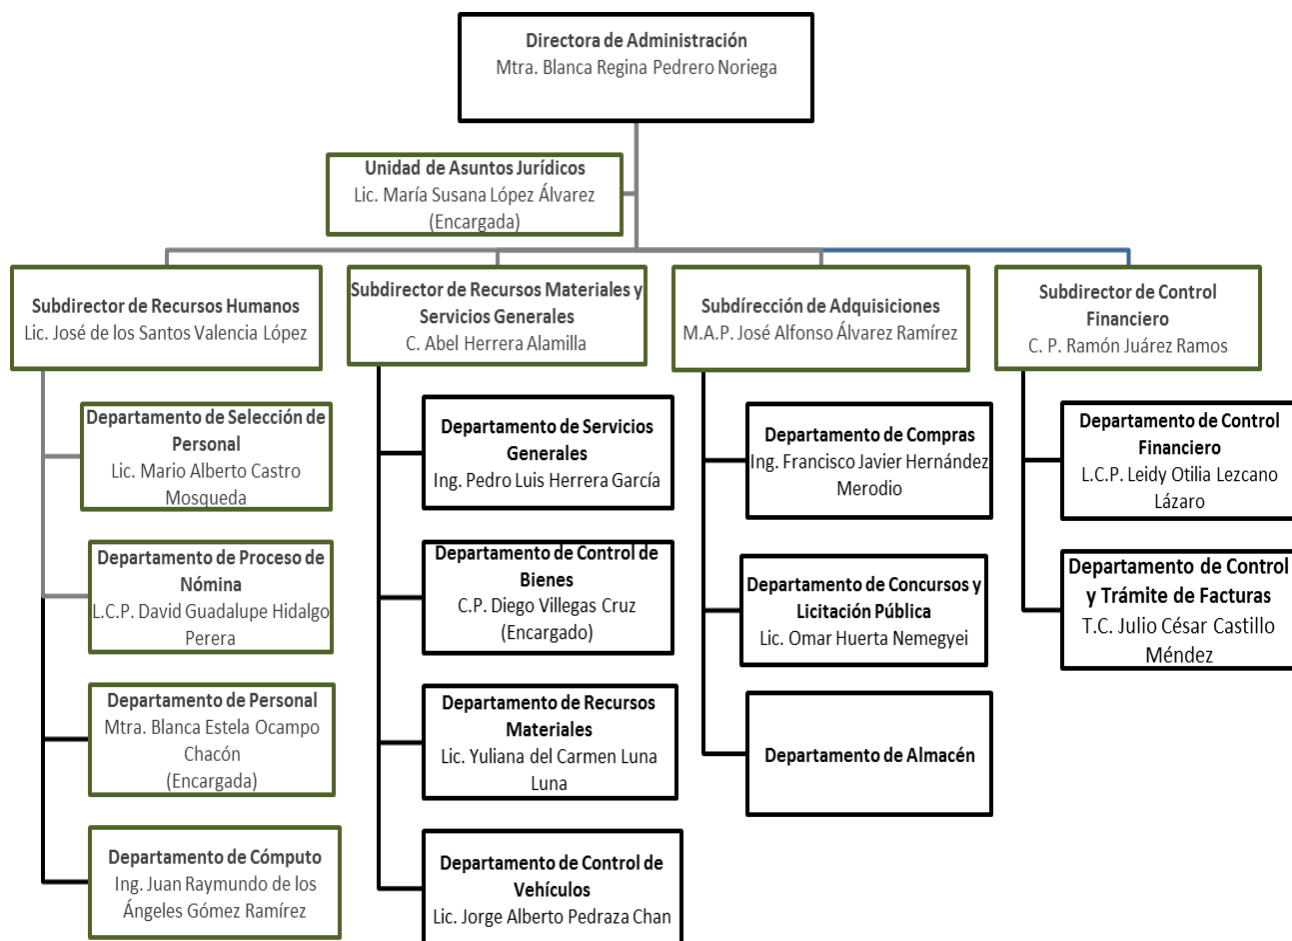 Directora de Administración
Mtra. Blanca Regina Pedrero Noriega
Unidad de Asuntos Jurídicos
Lic. María Susana López Álvarez
(Encargada)
Subdirector de Recursos Humanos
Lic. José de los Santos Valencia López
Departamento de Selección de
Personal
Lic. Mario Alberto Castro
Mosqueda
Departamento de Proceso de
Nómina
L.C.P. David Guadalupe Hidalgo
Perera
Departamento de Personal
Mtra. Blanca Estela Ocampo
Chacón
(Encargada)
Departamento de Cómputo
Ing. Juan Raymundo de los
Ángeles Gómez Ramírez
Subdirector de Recursos Materiales y
Servicios Generales
C. Abel Herrera Alamilla
Departamento de Servicios
Generales
Ing. Pedro Luis Herrera García
Departamento de Control de
Bienes
C.P. Diego Villegas Cruz
(Encargado)
Departamento de Recursos
Materiales
Lic. Yuliana del Carmen Luna
Luna
Departamento de Control de
Vehículos
Lic. Jorge Alberto Pedraza Chan
Subdírección de Adquisiciones
M.A.P. José Alfonso Álvarez Ramírez
Departamento de Compras
Ing. Francisco Javier Hernández
Merodio
Departamento de Concursos y
Licitación Pública
Lic. Omar Huerta Nemegyei
Departamento de Almacén
Subdirector de Control
Financiero
C. P. Ramón Juárez Ramos
Departamento de Control
Financiero
L.C.P. Leidy Otilia Lezcano
Lázaro
Departamento de Control
y Trámite de Facturas
T.C. Julio César Castillo
Méndez